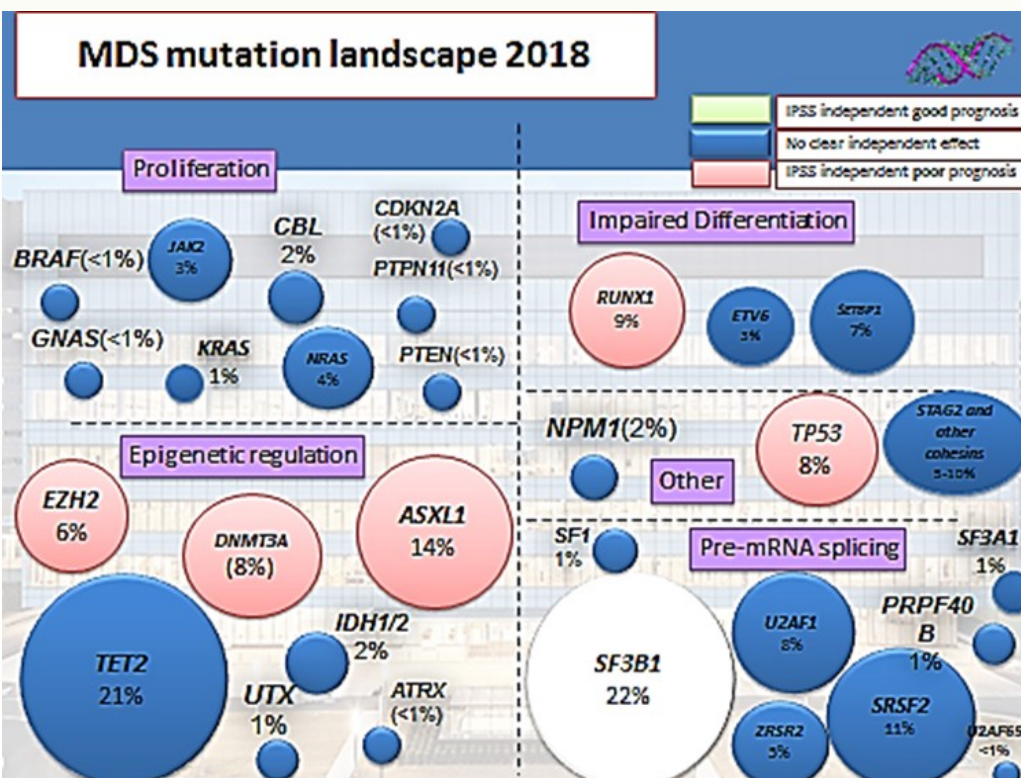 MDS mutation landscape 2018
IPSS independent good prognosis
No clear independent effect
IPSS independent poor prognosis
Proliferation
BRAF(<1%)
JAK2
3%
CBL
2%
CDKN2A
(<1%)
PTPN11(<1%)
GNAS(<1%)
KRAS
1%
NRAS
4%
PTEN(<1%)
Impaired Differentiation
RUNX1
9%
ETV6
3%
SETBP1
7%
NPM1(2%)
Other
TP53
8%
STAG2 and
other
cohesins
5-10%
Epigenetic regulation
EZH2
6%
DNMT3A
(8%)
ASXL1
14%
TET2
21%
IDH1/2
2%
UTX
1%
ATRX
(<1%)
Pre-mRNA splicing
SF1
1%
SF3A1
1%
SF3B1
22%
U2AF1
8%
PRPF40
B
1%
SRSF2
11%
ZRSR2
5%
U2AF65
<1%